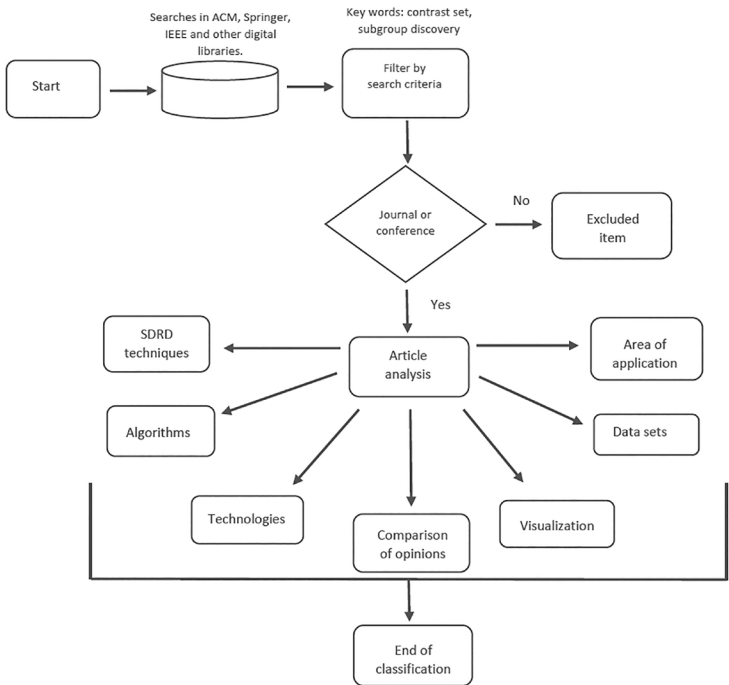 Searches in ACM, Springer,
IEEE and other digital
libraries.
Key words: contrast set,
subgroup discovery
Start
Filter by
search criteria
Journal or
conference
No
Excluded
item
Yes
SDRD
techniques
Article
analysis
Area of
application
Algorithms
Data sets
Technologies
Comparison
of opinions
Visualization
End of
classification